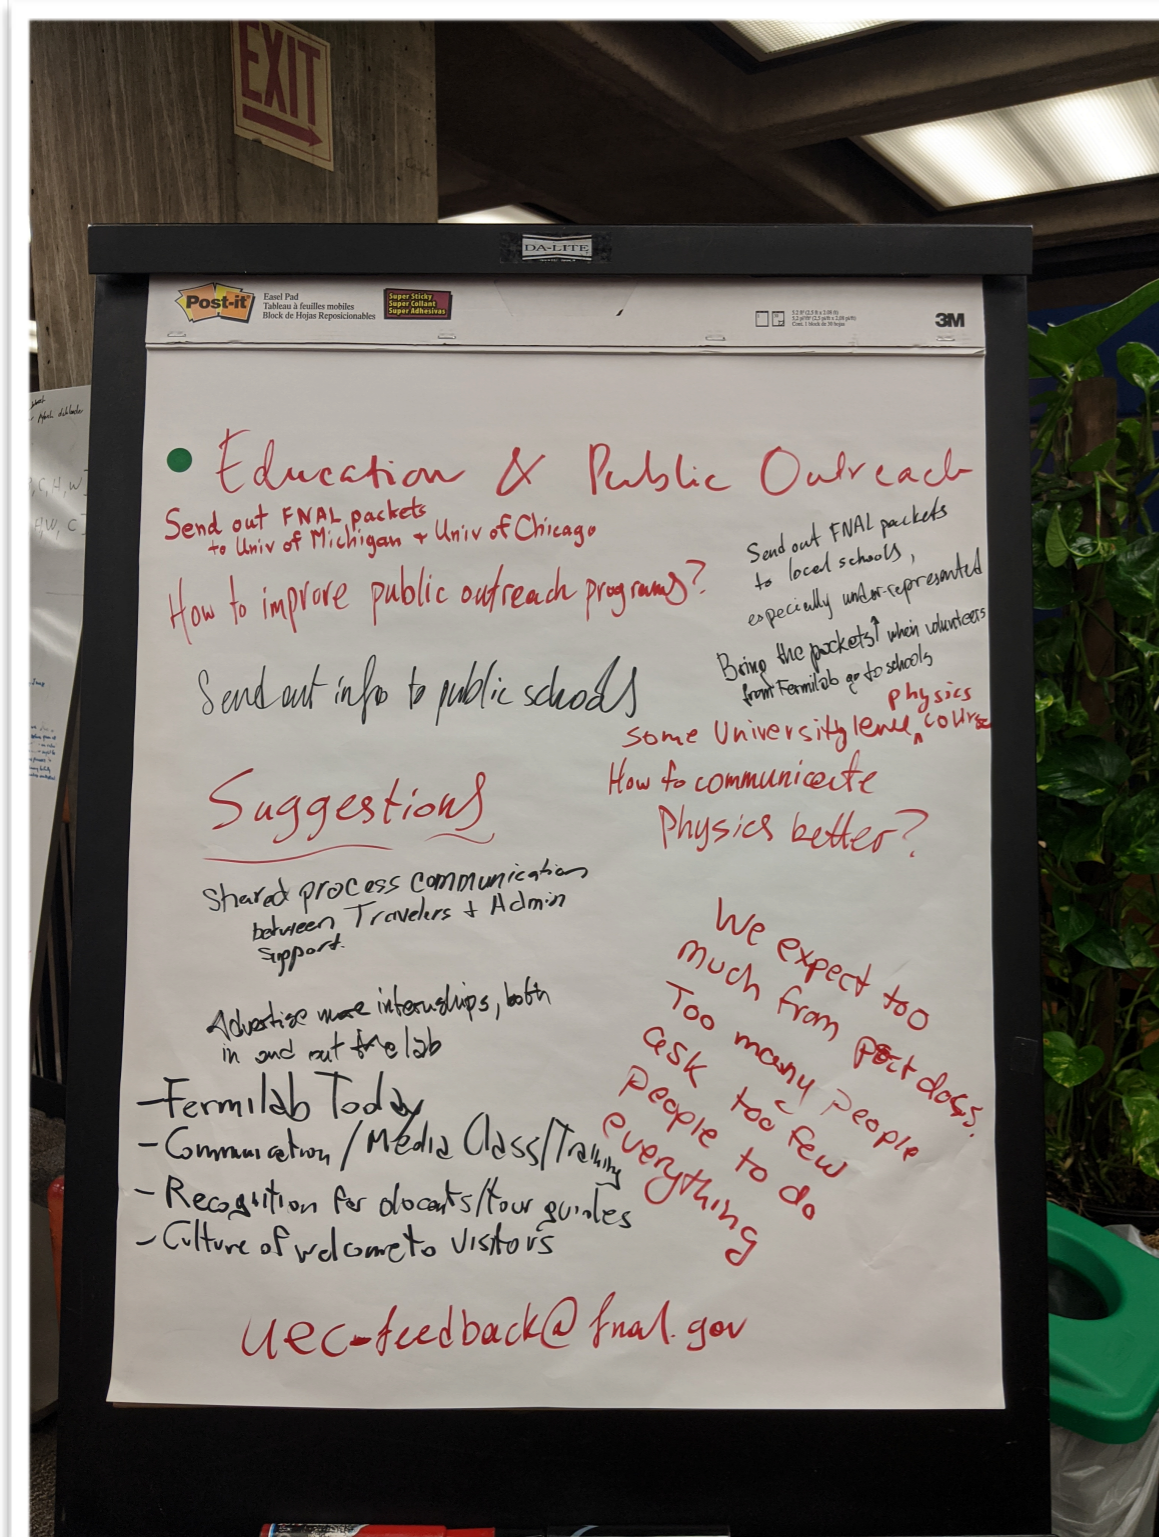 EXIT
DA-LITE
Post-it
Easel Pad
Tableau à feuilles mobiles
Block de Hojas Reposicionables
Super Sticky
Super Collant
Super Adhesivas
3M
Education & Public Outreach
Send out FNAL packets
to Univ of Michigan + Univ of Chicago
How to improve public outreach programs?
Send out info to public schools
Send out FNAL packets
to local schools,
especially under-represented
Bring the packets ↑ when volunteers
from Fermilab go to schools
physics
some University level ^ course
How to communicate
Physics better?
Suggestions
Shared process communication
between Travelers + Admin
Support.
Advertise more internships, both
in and out the lab
- Fermilab Today
- Communication / Media Class/Training
- Recognition for docents/tour guides
- Culture of welcome to visitors
We expect too
much from post docs.
Too many people
ask too few
people to do
everything
uec-feedback@fnal.gov